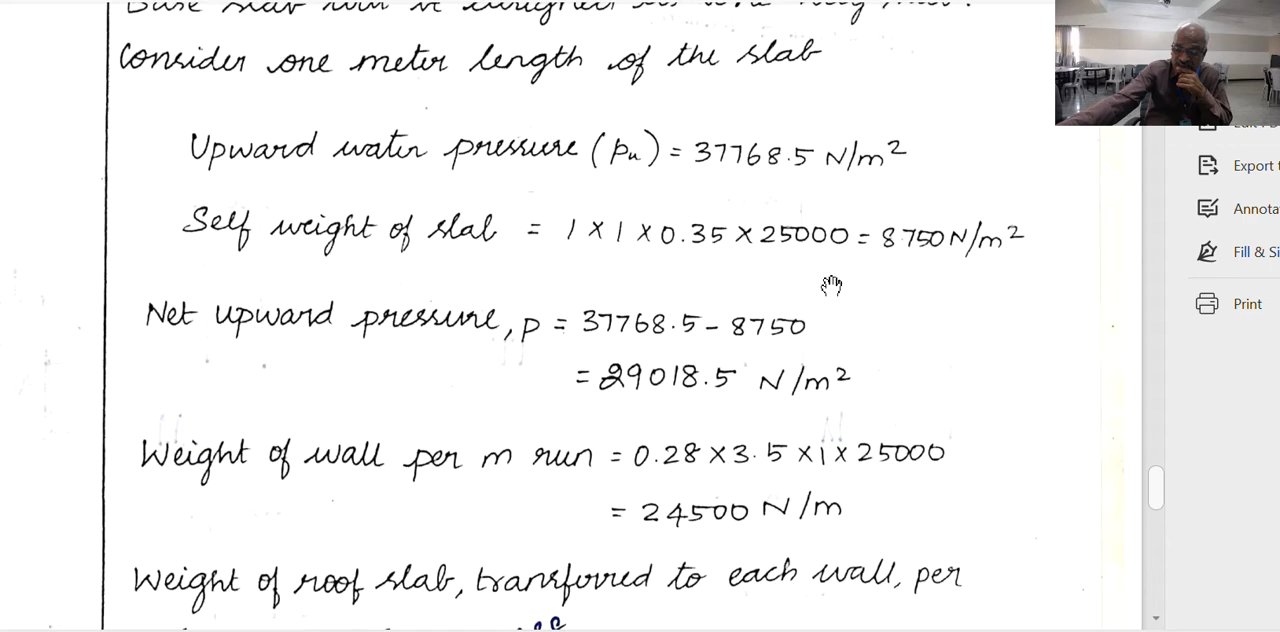 Consider one meter length of the slab
Upward water pressure (pu) = 37768.5 N/m²
Self weight of slab = 1 X 1 X 0.35 X 25000 = 8750 N/m²
Net upward pressure, p = 37768.5 - 8750
= 29018.5 N/m²
Weight of wall per m run = 0.28 X 3.5 X 1 X 25000
= 24500 N/m
Weight of roof slab, transferred to each wall, per
Export t
Annota
Fill & Si
Print